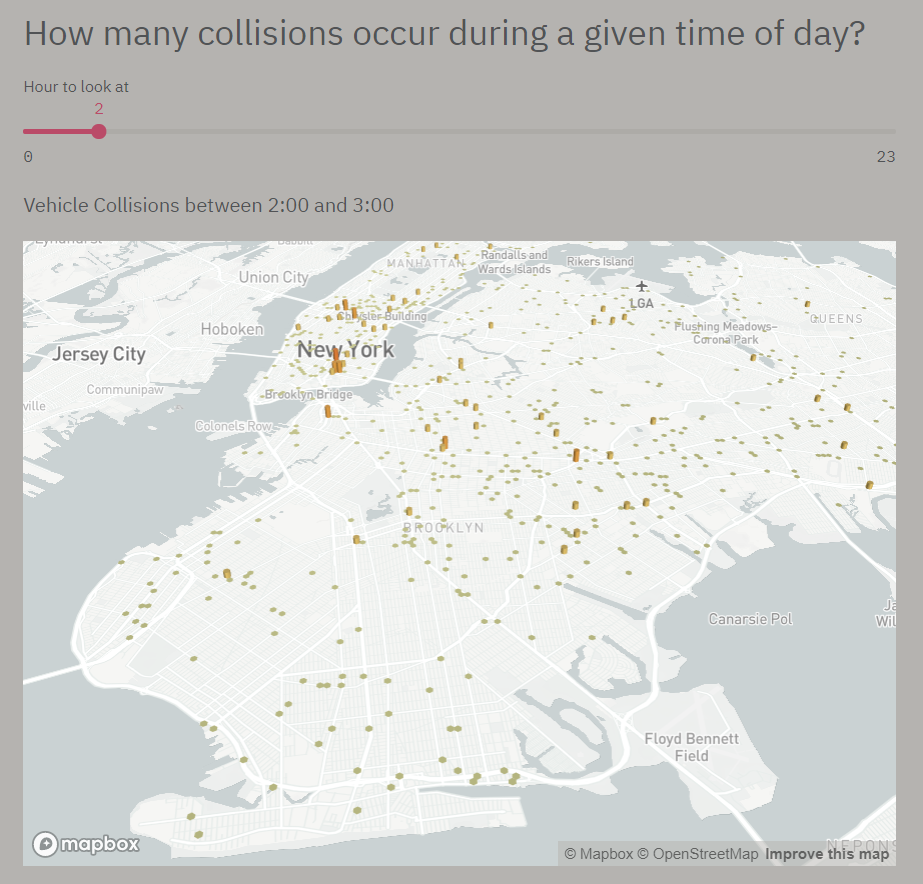 How many collisions occur during a given time of day?
Hour to look at
2
0
23
Vehicle Collisions between 2:00 and 3:00
MANHATTAN
Randalls and
Wards Islands
Rikers Island
Union City
LGA
Hoboken
Chrysler Building
QUEENS
Flushing Meadows–
Corona Park
Jersey City
New York
Communipaw
Brooklyn Bridge
ville
Colonels Row
BROOKLYN
Canarsie Pol
Floyd Bennett
Field
mapbox
© Mapbox © OpenStreetMap Improve this map